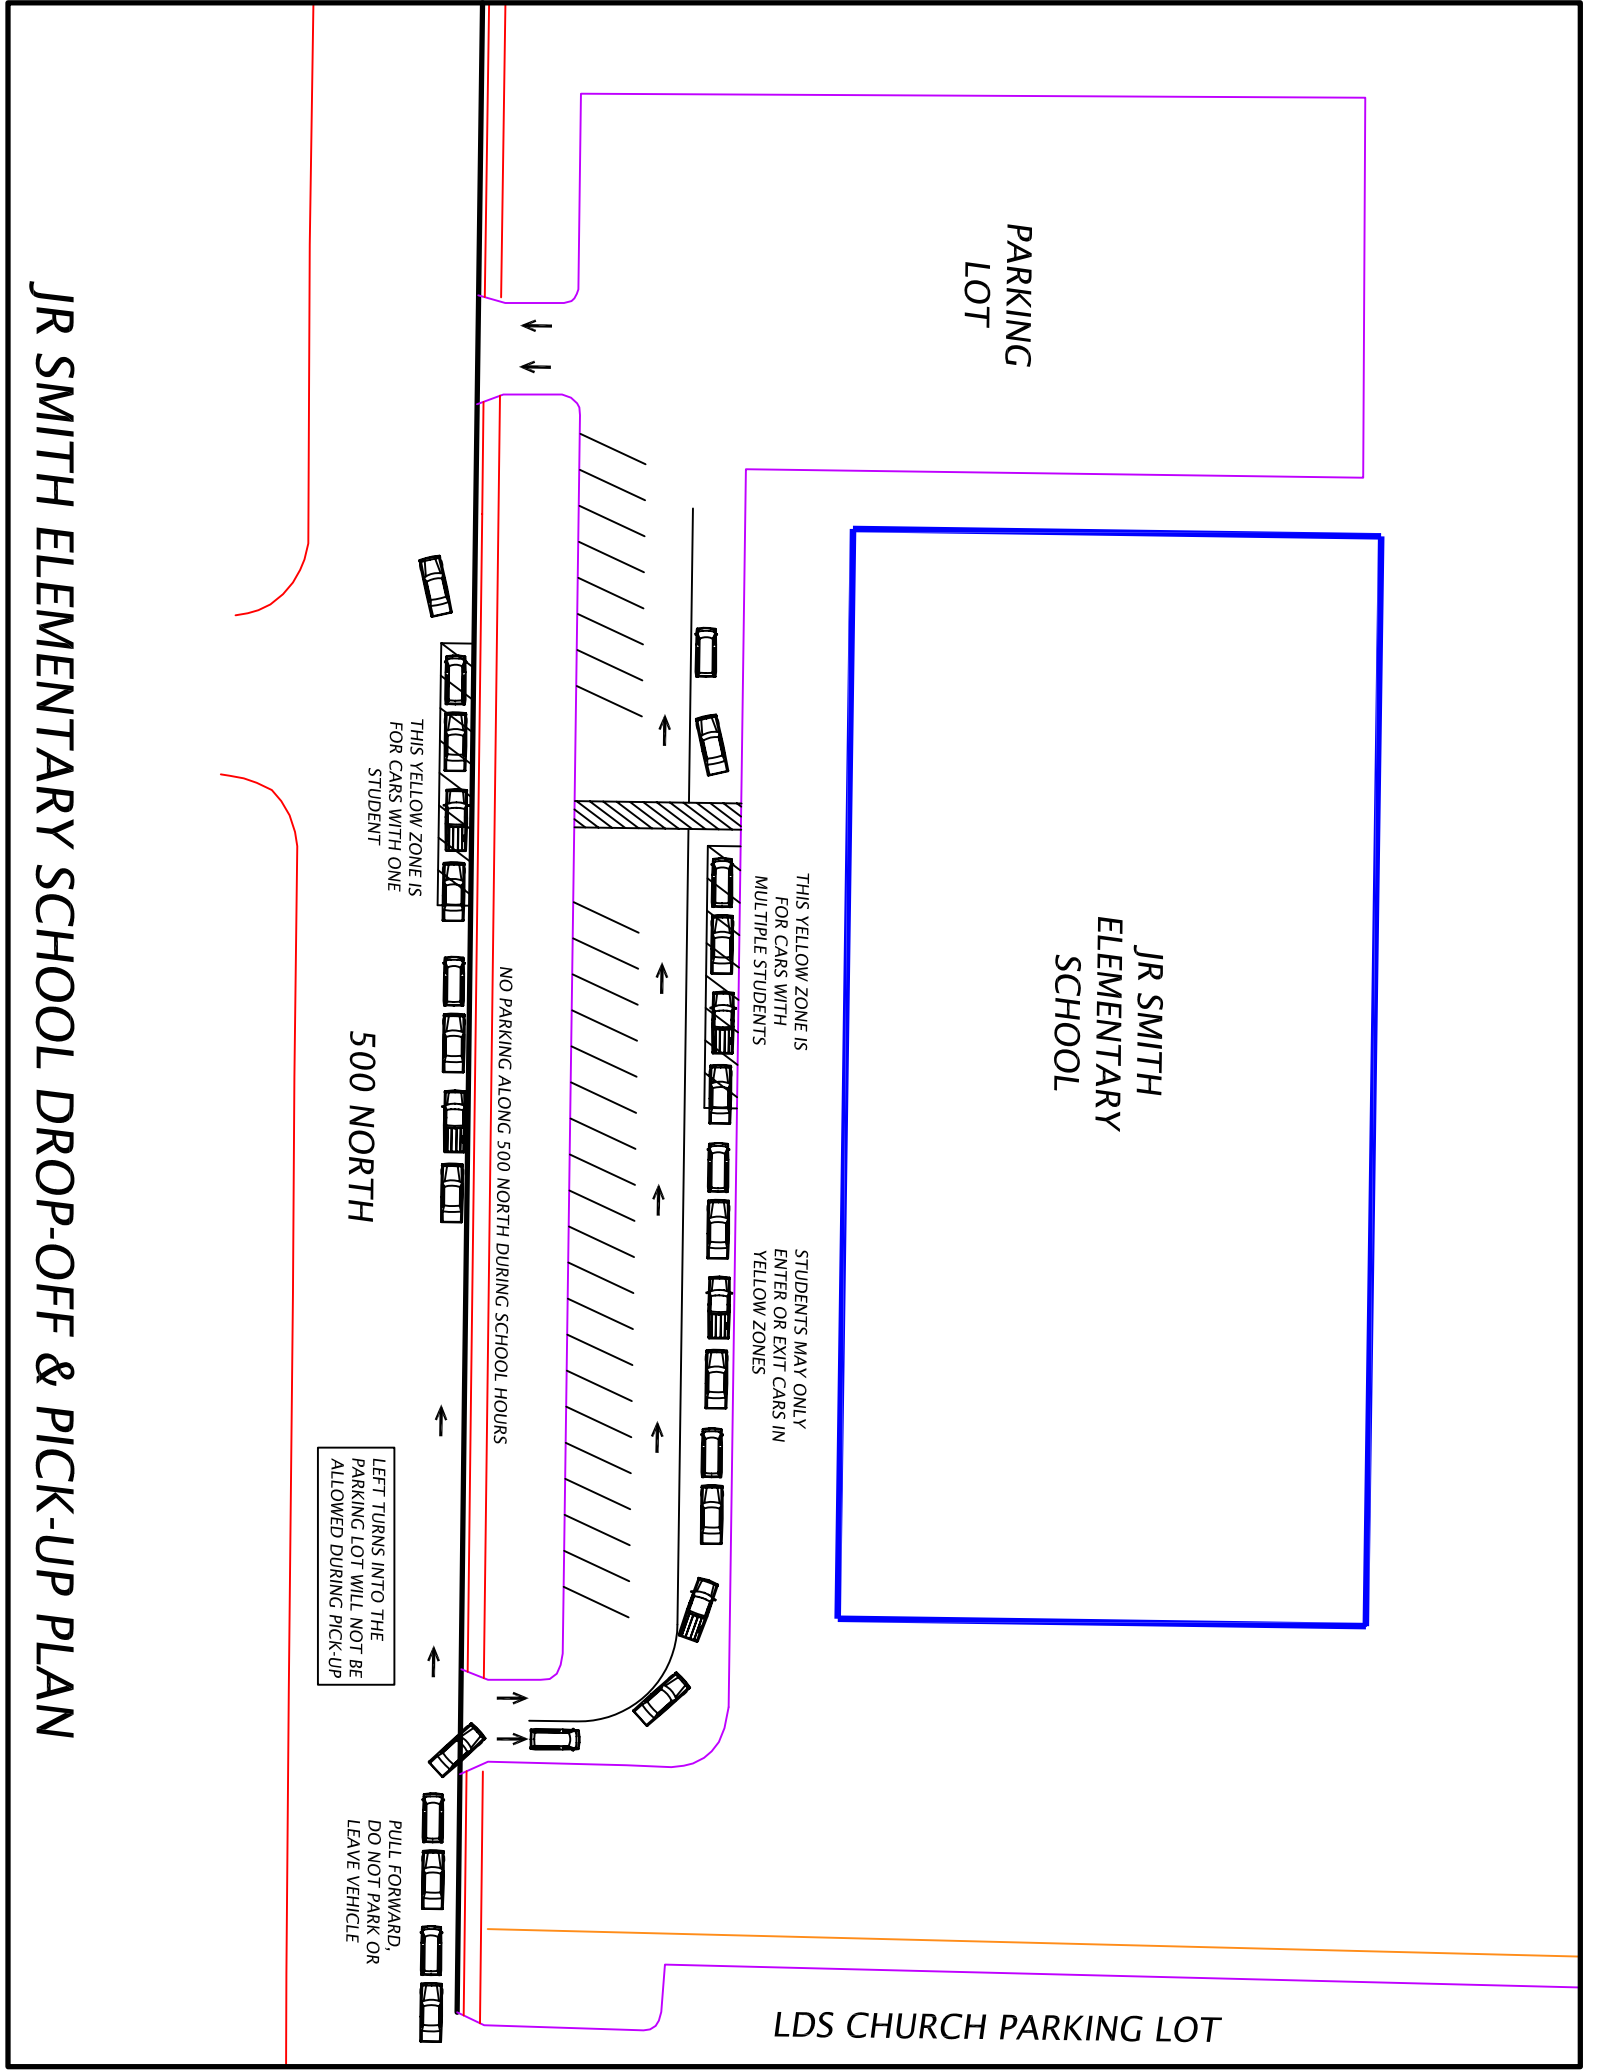 JR SMITH ELEMENTARY SCHOOL DROP-OFF & PICK-UP PLAN
PARKING
LOT
JR SMITH
ELEMENTARY
SCHOOL
THIS YELLOW ZONE IS
FOR CARS WITH
MULTIPLE STUDENTS
STUDENTS MAY ONLY
ENTER OR EXIT CARS IN
YELLOW ZONES
NO PARKING ALONG 500 NORTH DURING SCHOOL HOURS
THIS YELLOW ZONE IS
FOR CARS WITH ONE
STUDENT
500 NORTH
LEFT TURNS INTO THE
PARKING LOT WILL NOT BE
ALLOWED DURING PICK-UP
PULL FORWARD,
DO NOT PARK OR
LEAVE VEHICLE
LDS CHURCH PARKING LOT